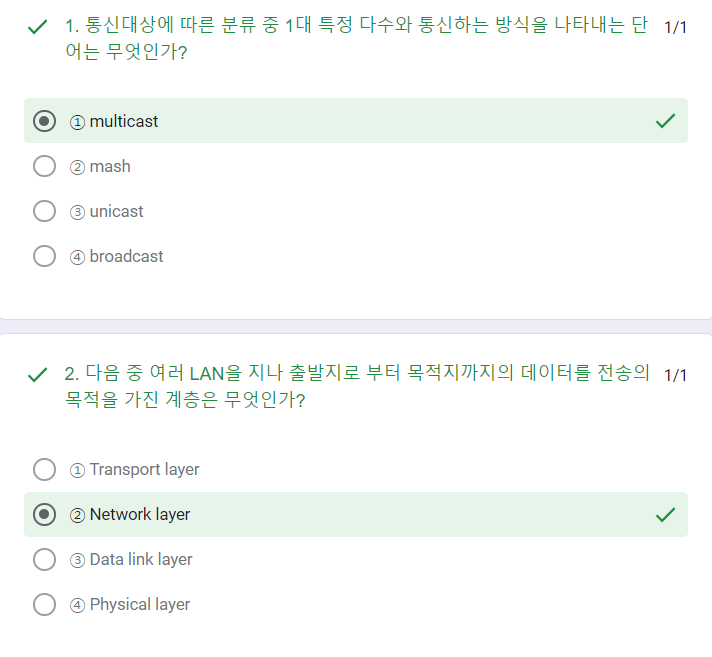 1. 통신대상에 따른 분류 중 1대 특정 다수와 통신하는 방식을 나타내는 단 1/1
어는 무엇인가?
① multicast
② mash
③ unicast
④ broadcast
2. 다음 중 여러 LAN을 지나 출발지로 부터 목적지까지의 데이터를 전송의 1/1
목적을 가진 계층은 무엇인가?
① Transport layer
② Network layer
③ Data link layer
④ Physical layer